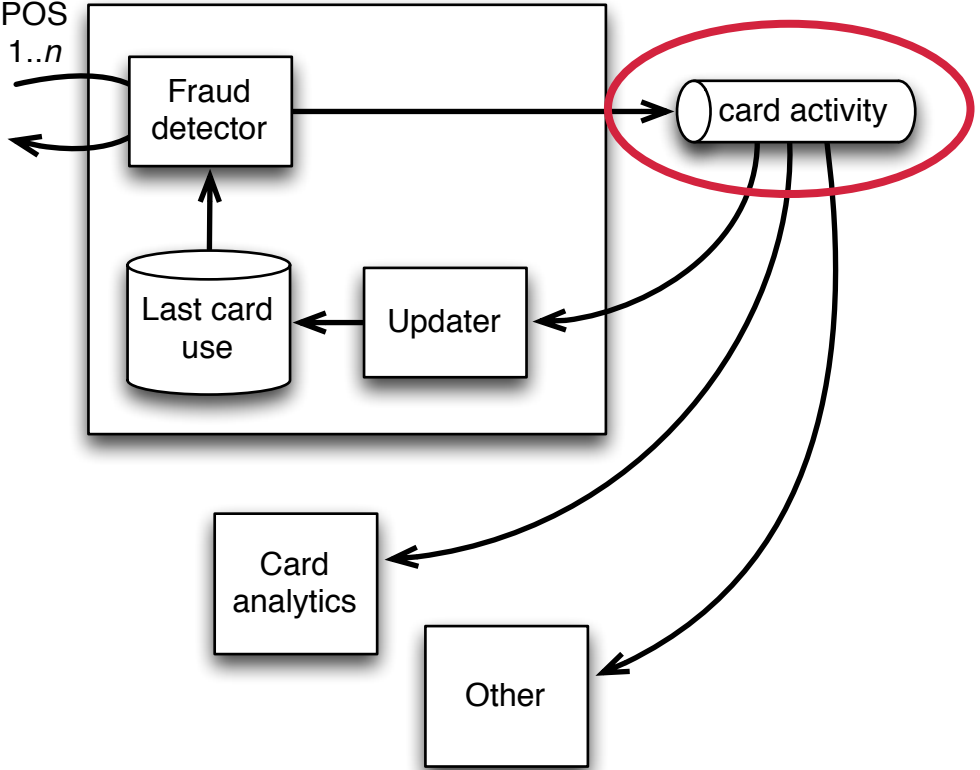 POS
1..n
Fraud
detector
card activity
Last card
use
Updater
Card
analytics
Other